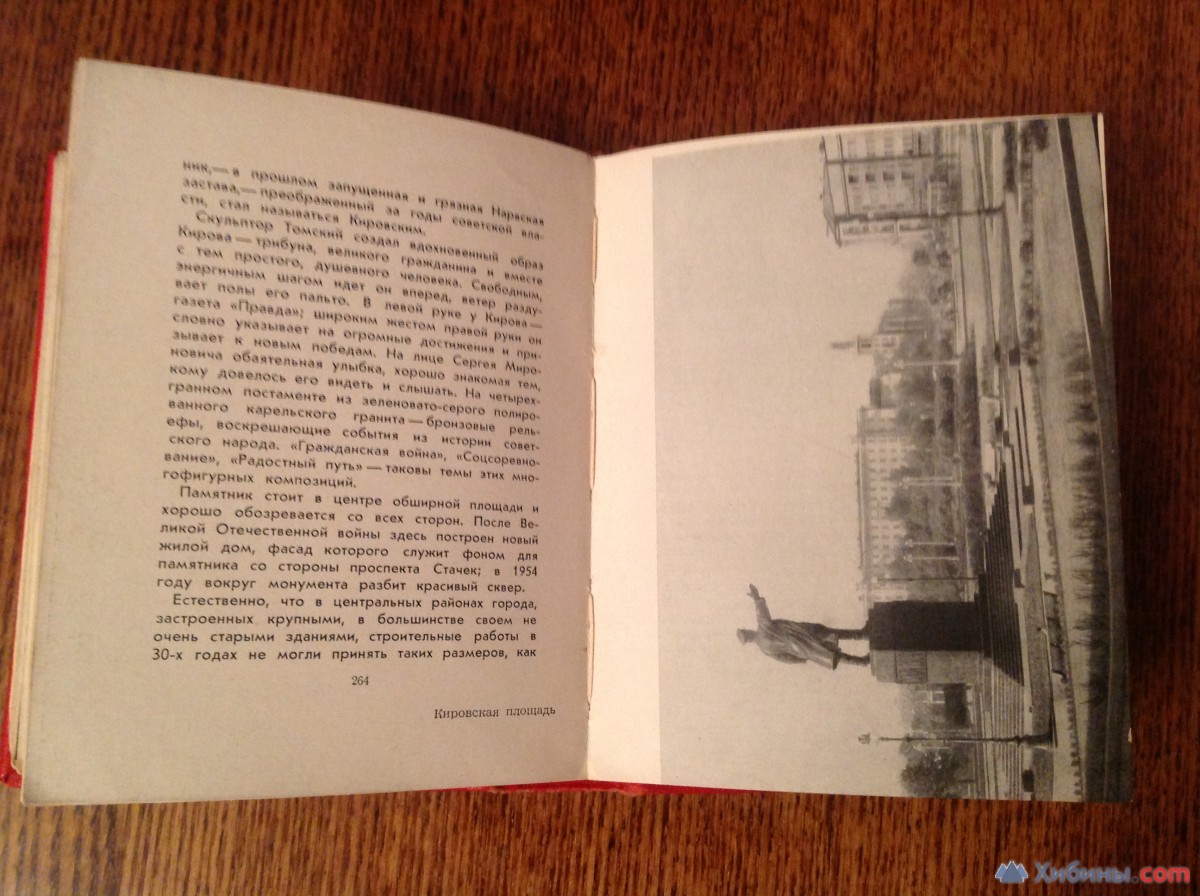 ник,— в прошлом запущенная и грязная Нарвская
застава,— преображенный за годы советской вла-
сти, стал называться Кировским.
Скульптор Томский создал вдохновенный образ
Кирова — трибуна, великого гражданина и вместе
с тем простого, душевного человека. Свободным,
энергичным шагом идет он вперед, ветер разду-
вает полы его пальто. В левой руке у Кирова —
газета «Правда»; широким жестом правой руки он
словно указывает на огромные достижения и при-
зывает к новым победам. На лице Сергея Миро-
новича обаятельная улыбка, хорошо знакомая тем,
кому довелось его видеть и слышать. На четырех-
гранном постаменте из зеленовато-серого полиро-
ванного карельского гранита — бронзовые рель-
ефы, воскрешающие события из истории совет-
ского народа. «Гражданская война», «Соцсоревно-
вание», «Радостный путь» — таковы темы этих мно-
гофигурных композиций.
Памятник стоит в центре обширной площади и
хорошо обозревается со всех сторон. После Ве-
ликой Отечественной войны здесь построен новый
жилой дом, фасад которого служит фоном для
памятника со стороны проспекта Стачек; в 1954
году вокруг монумента разбит красивый сквер.
Естественно, что в центральных районах города,
застроенных крупными, в большинстве своем не
очень старыми зданиями, строительные работы в
30-х годах не могли принять таких размеров, как
264
Кировская площадь
Хибины.com